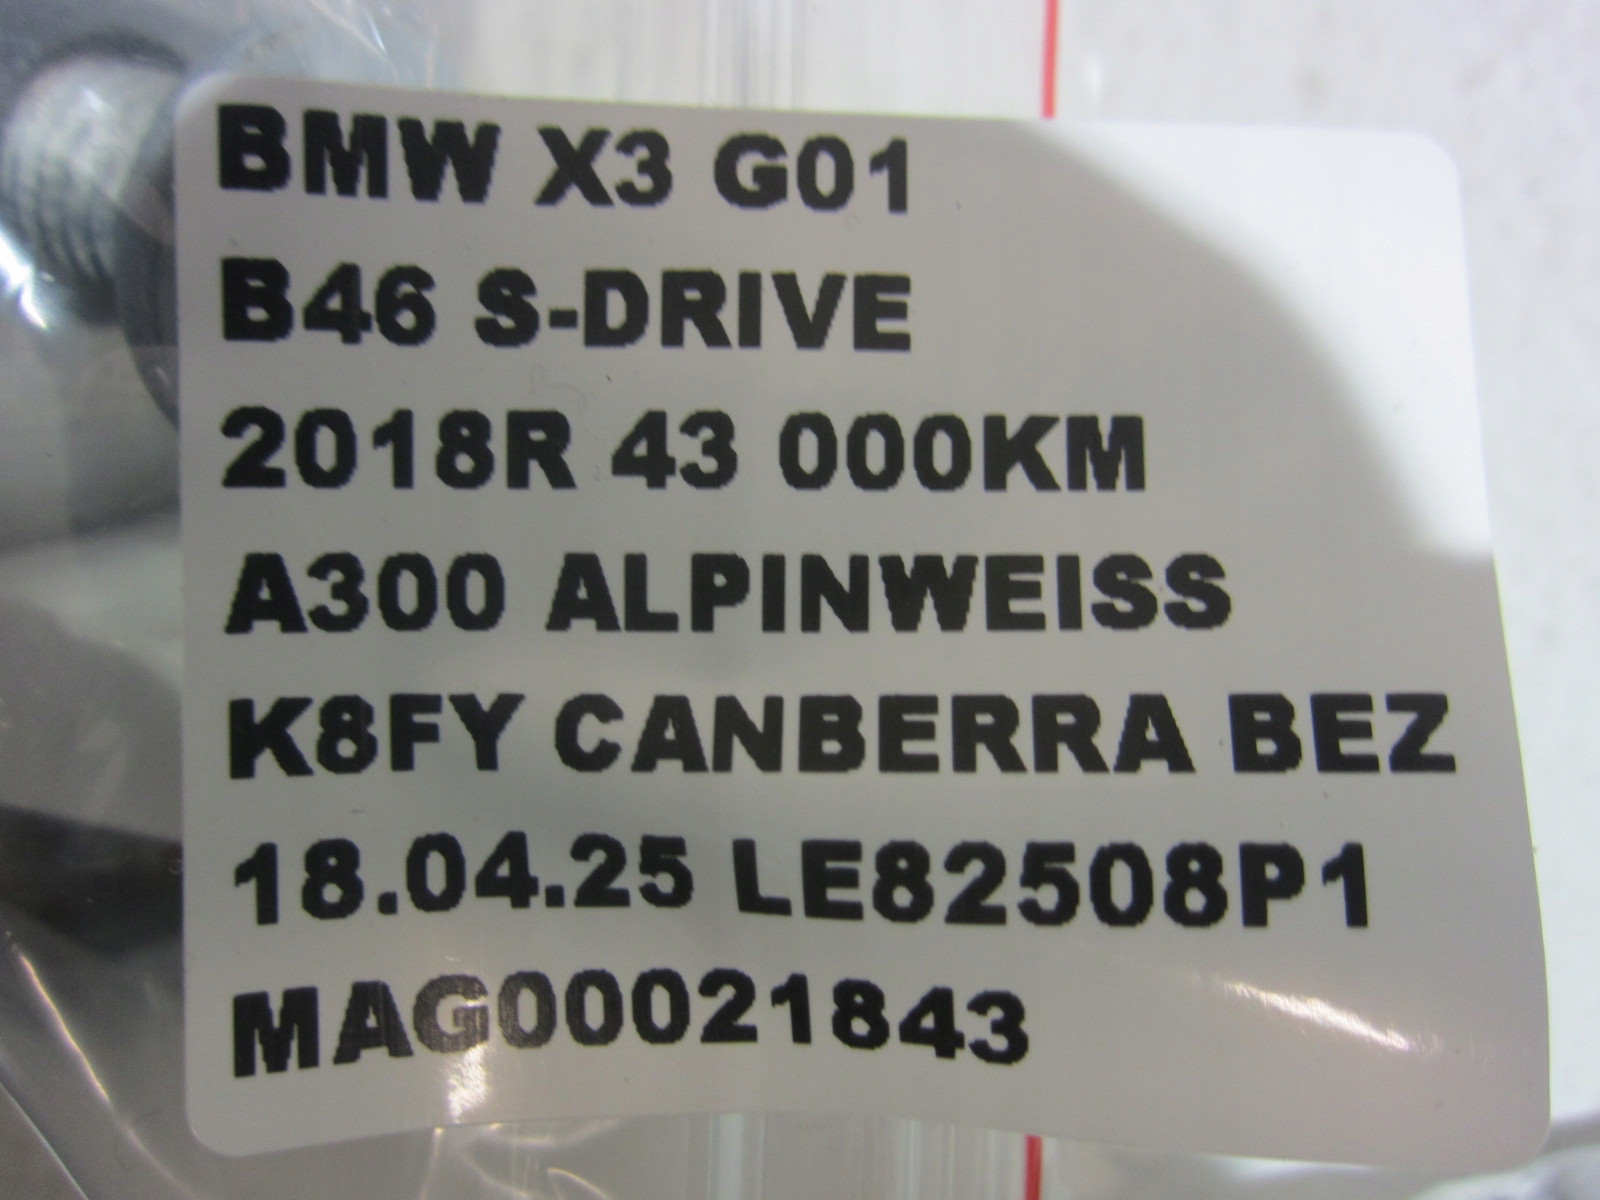 BMW X3 G01
B46 S-DRIVE
2018R 43 000KM
A300 ALPINWEISS
K8FY CANBERRA BEZ
18.04.25 LE82508P1
MAG00021843